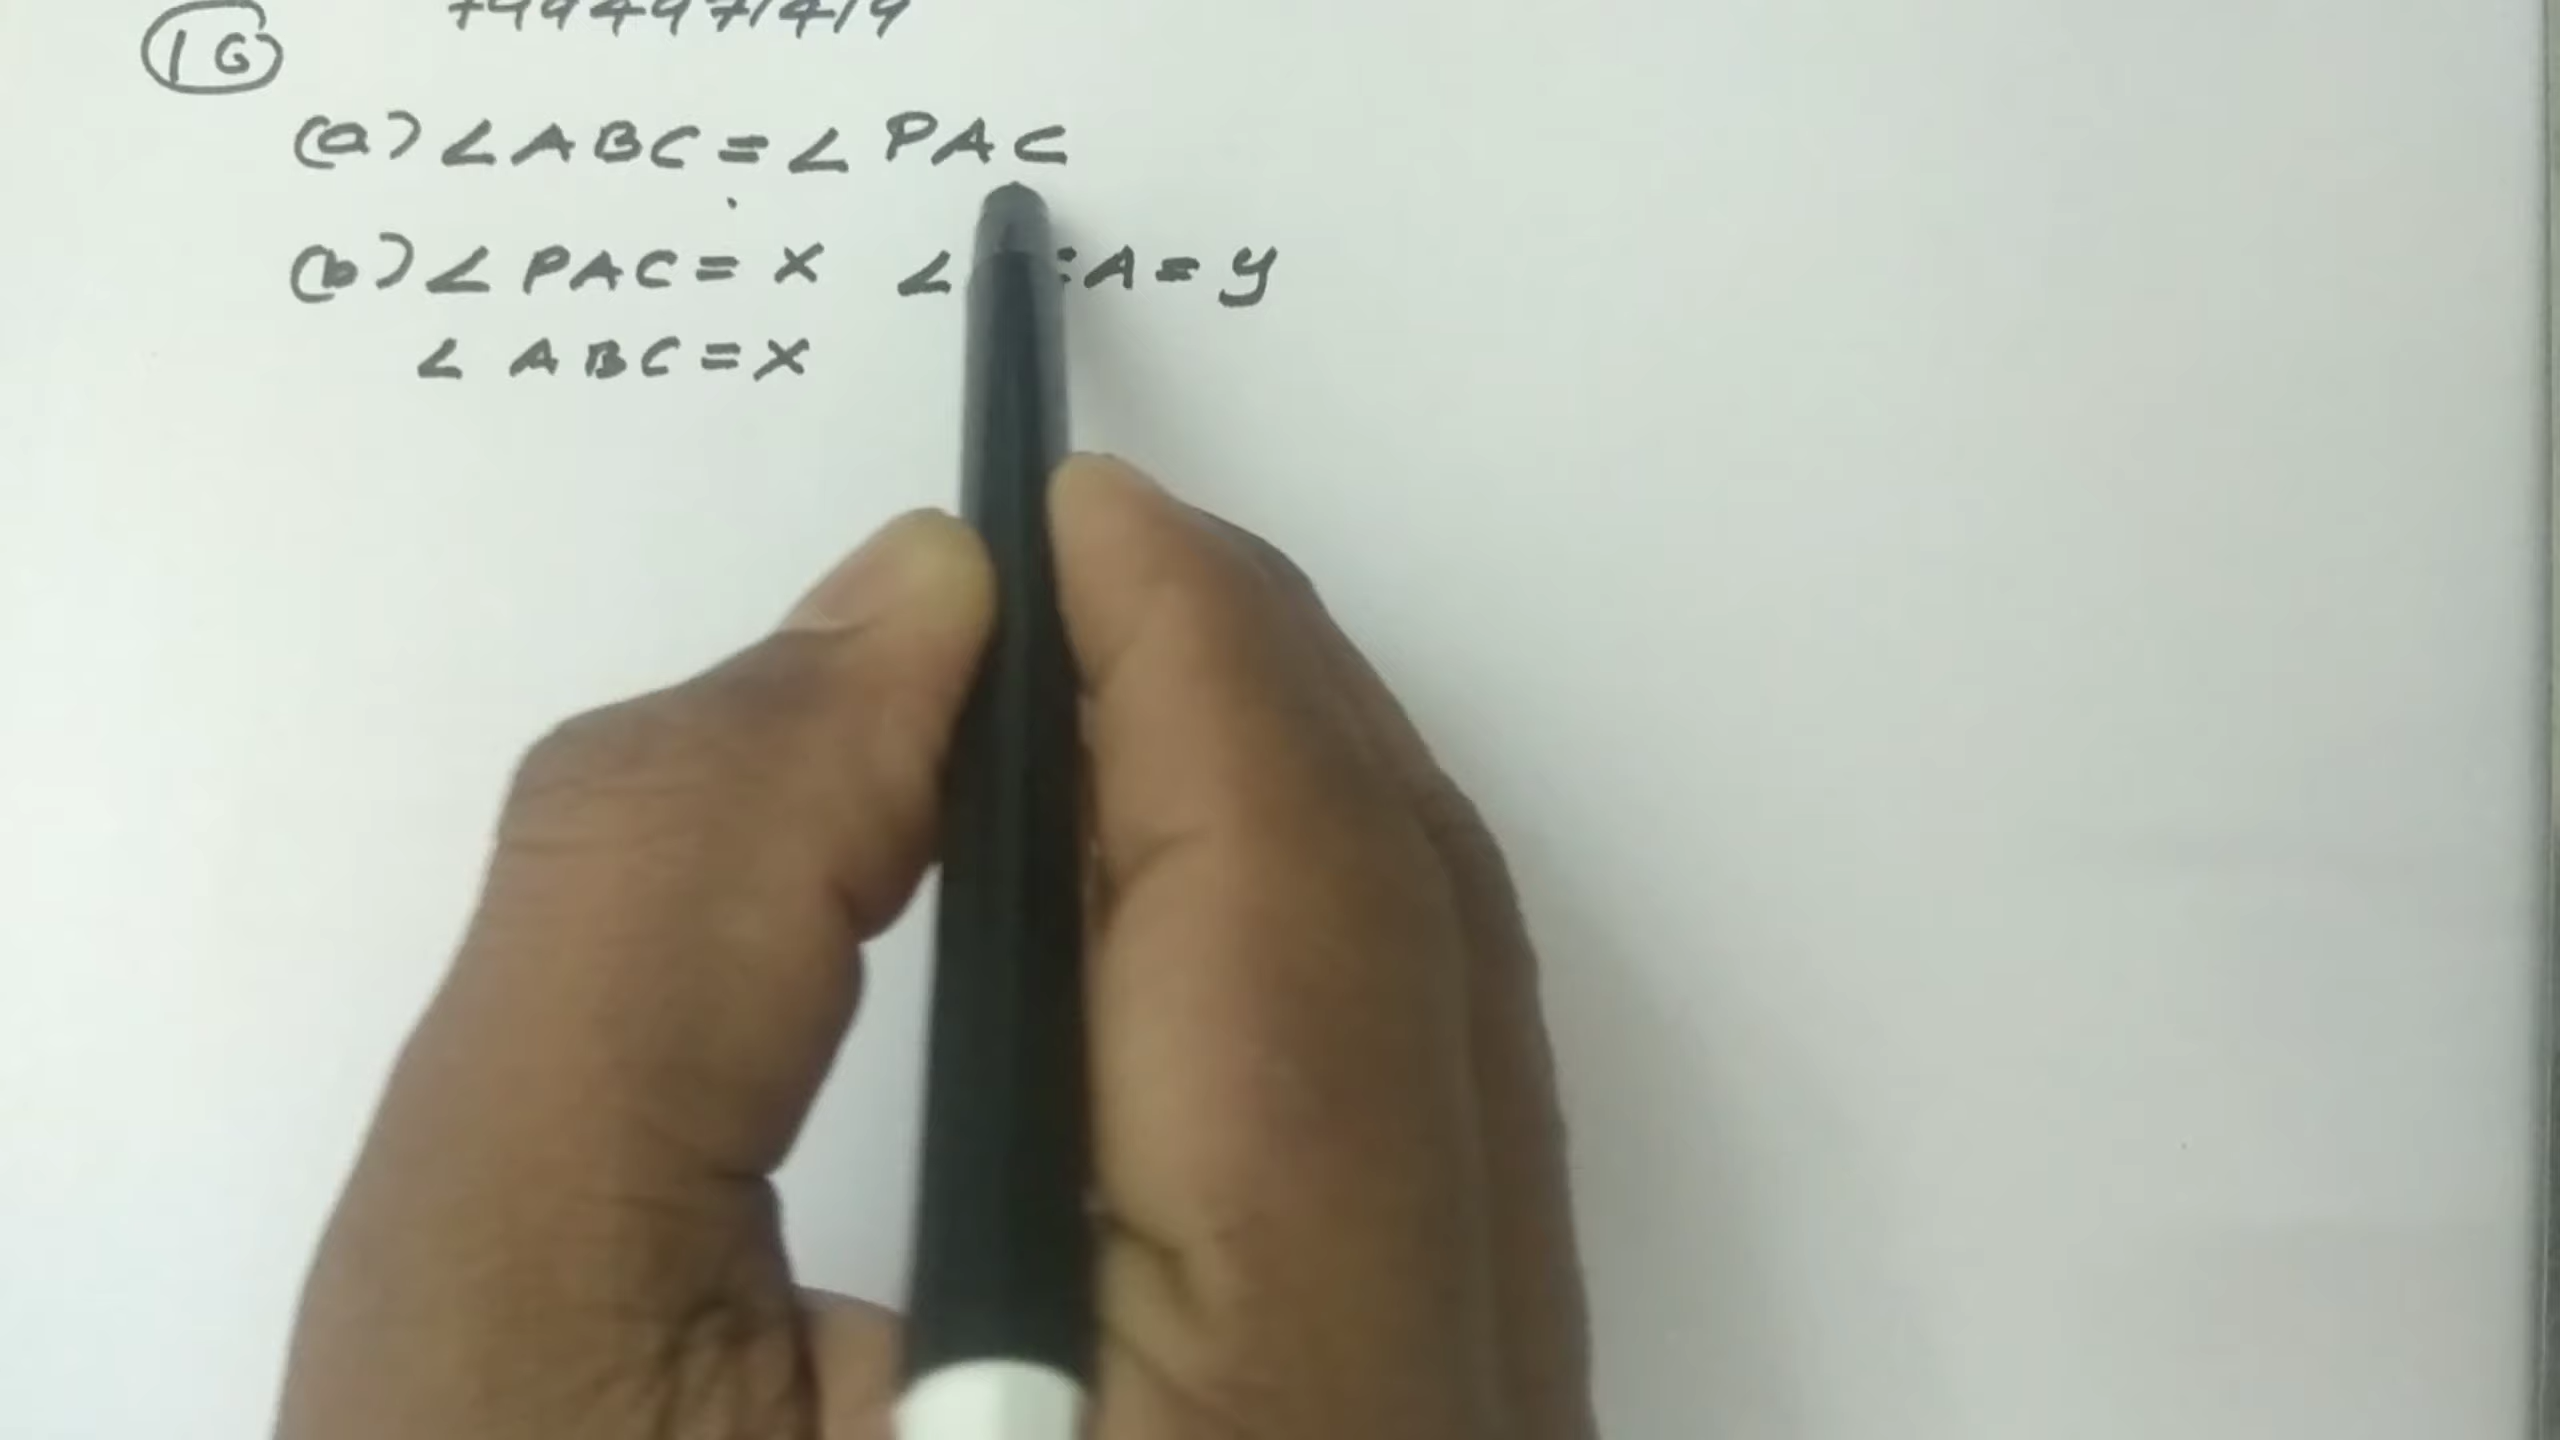 16
(a) ∠ABC = ∠PAC
(b) ∠PAC = x ∠ A = y
∠ABC = x